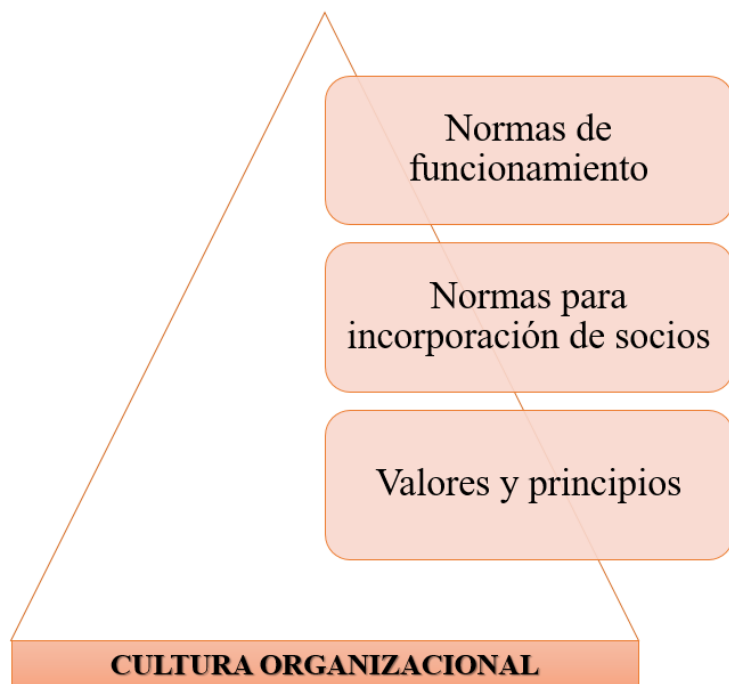 Normas de
funcionamiento
Normas para
incorporación de socios
Valores y principios
CULTURA ORGANIZACIONAL